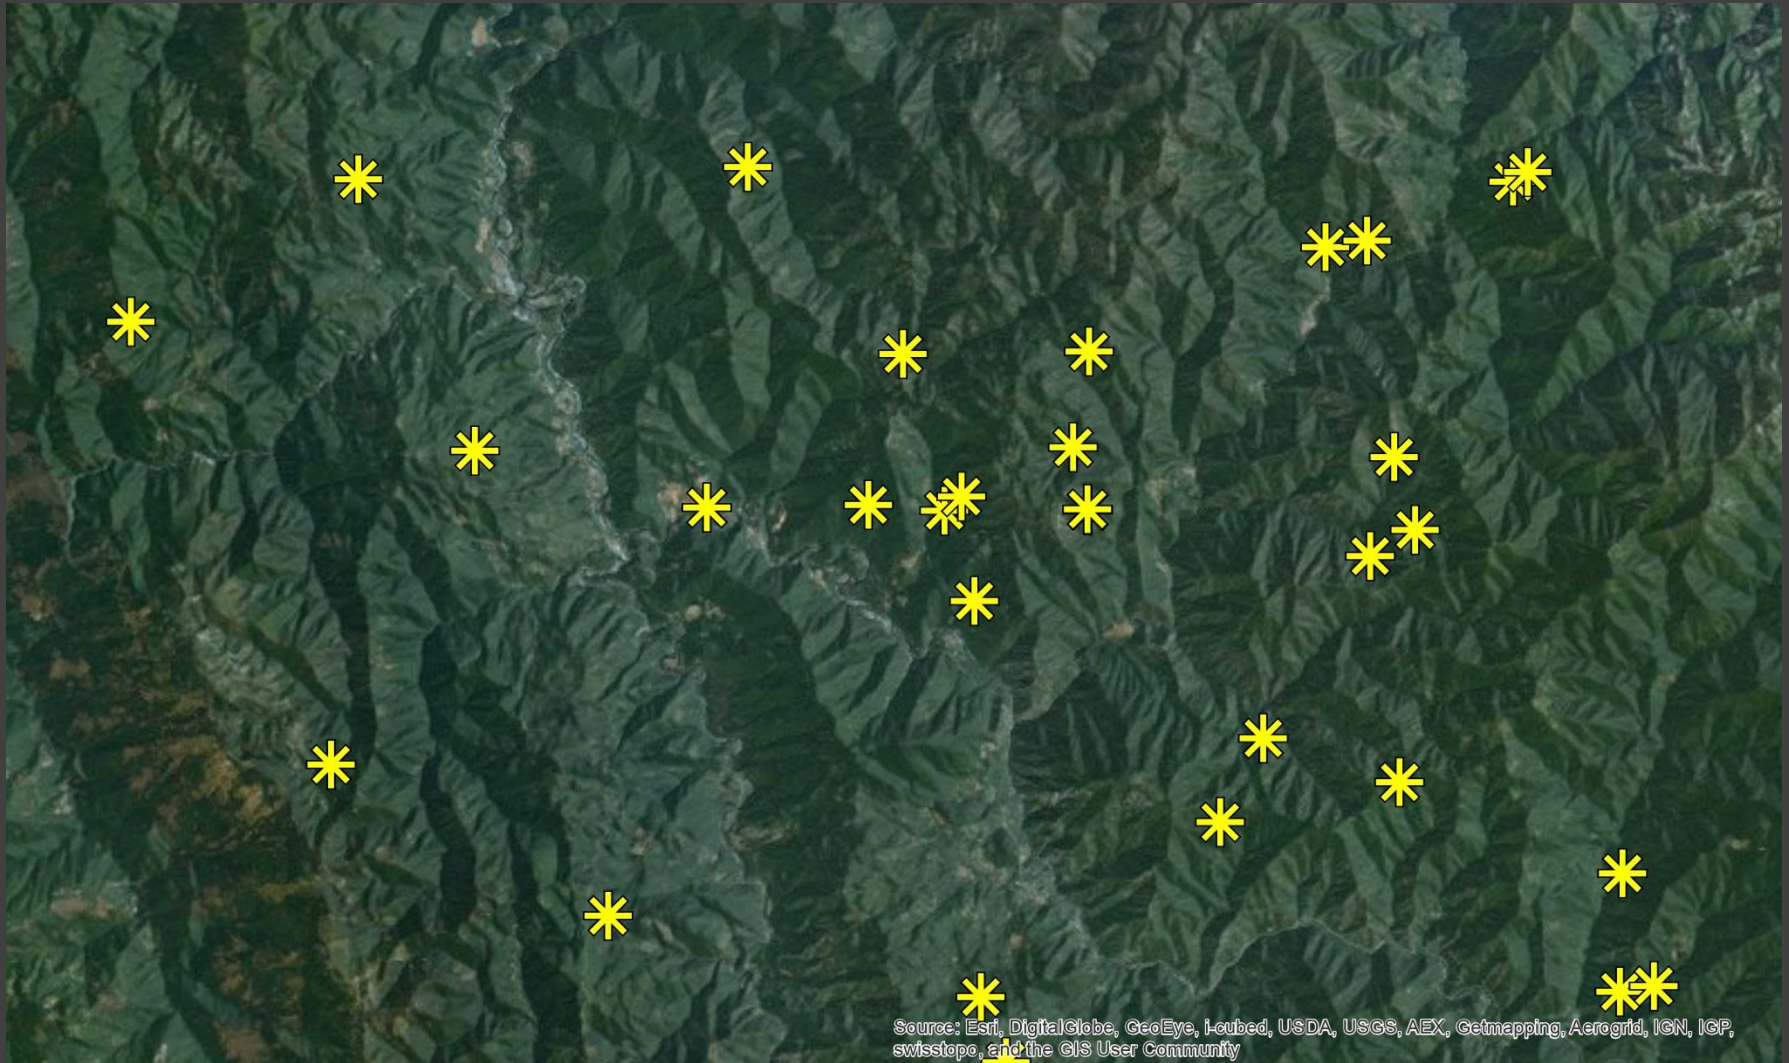 Source: Esri, DigitalGlobe, GeoEye, i-cubed, USDA, USGS, AEX, Getmapping, Aerogrid, IGN, IGP,
swisstopo, and the GIS User Community